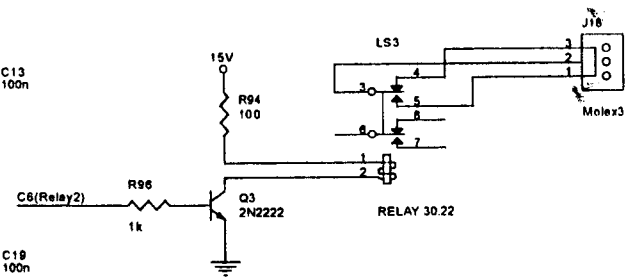 J18
LS3
3
15V
4
2
C13
1
100n
3
R94
5
100
8
Molex3
6
7
1
2
R96
C6(Relay2)
Q3
2N2222
RELAY 30.22
1k
C19
100n